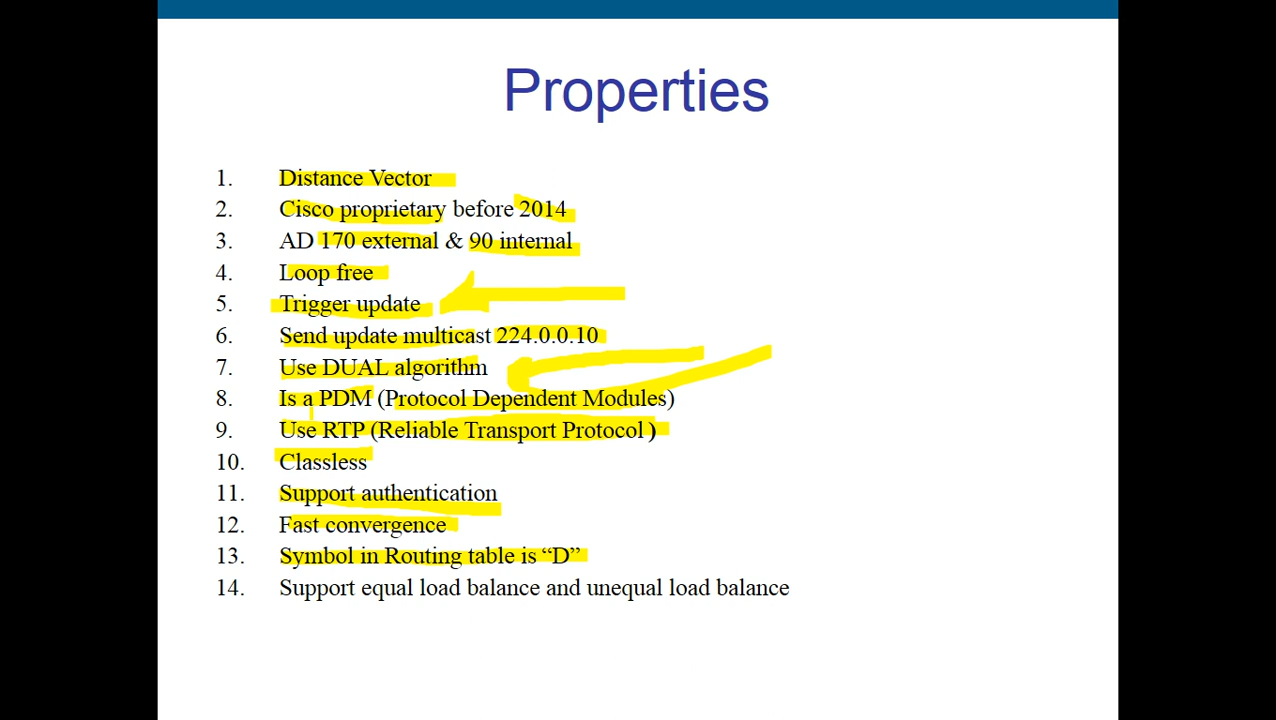 Properties
1. Distance Vector
2. Cisco proprietary before 2014
3. AD 170 external & 90 internal
4. Loop free
5. Trigger update
6. Send update multicast 224.0.0.10
7. Use DUAL algorithm
8. Is a PDM (Protocol Dependent Modules)
9. Use RTP (Reliable Transport Protocol )
10. Classless
11. Support authentication
12. Fast convergence
13. Symbol in Routing table is “D”
14. Support equal load balance and unequal load balance